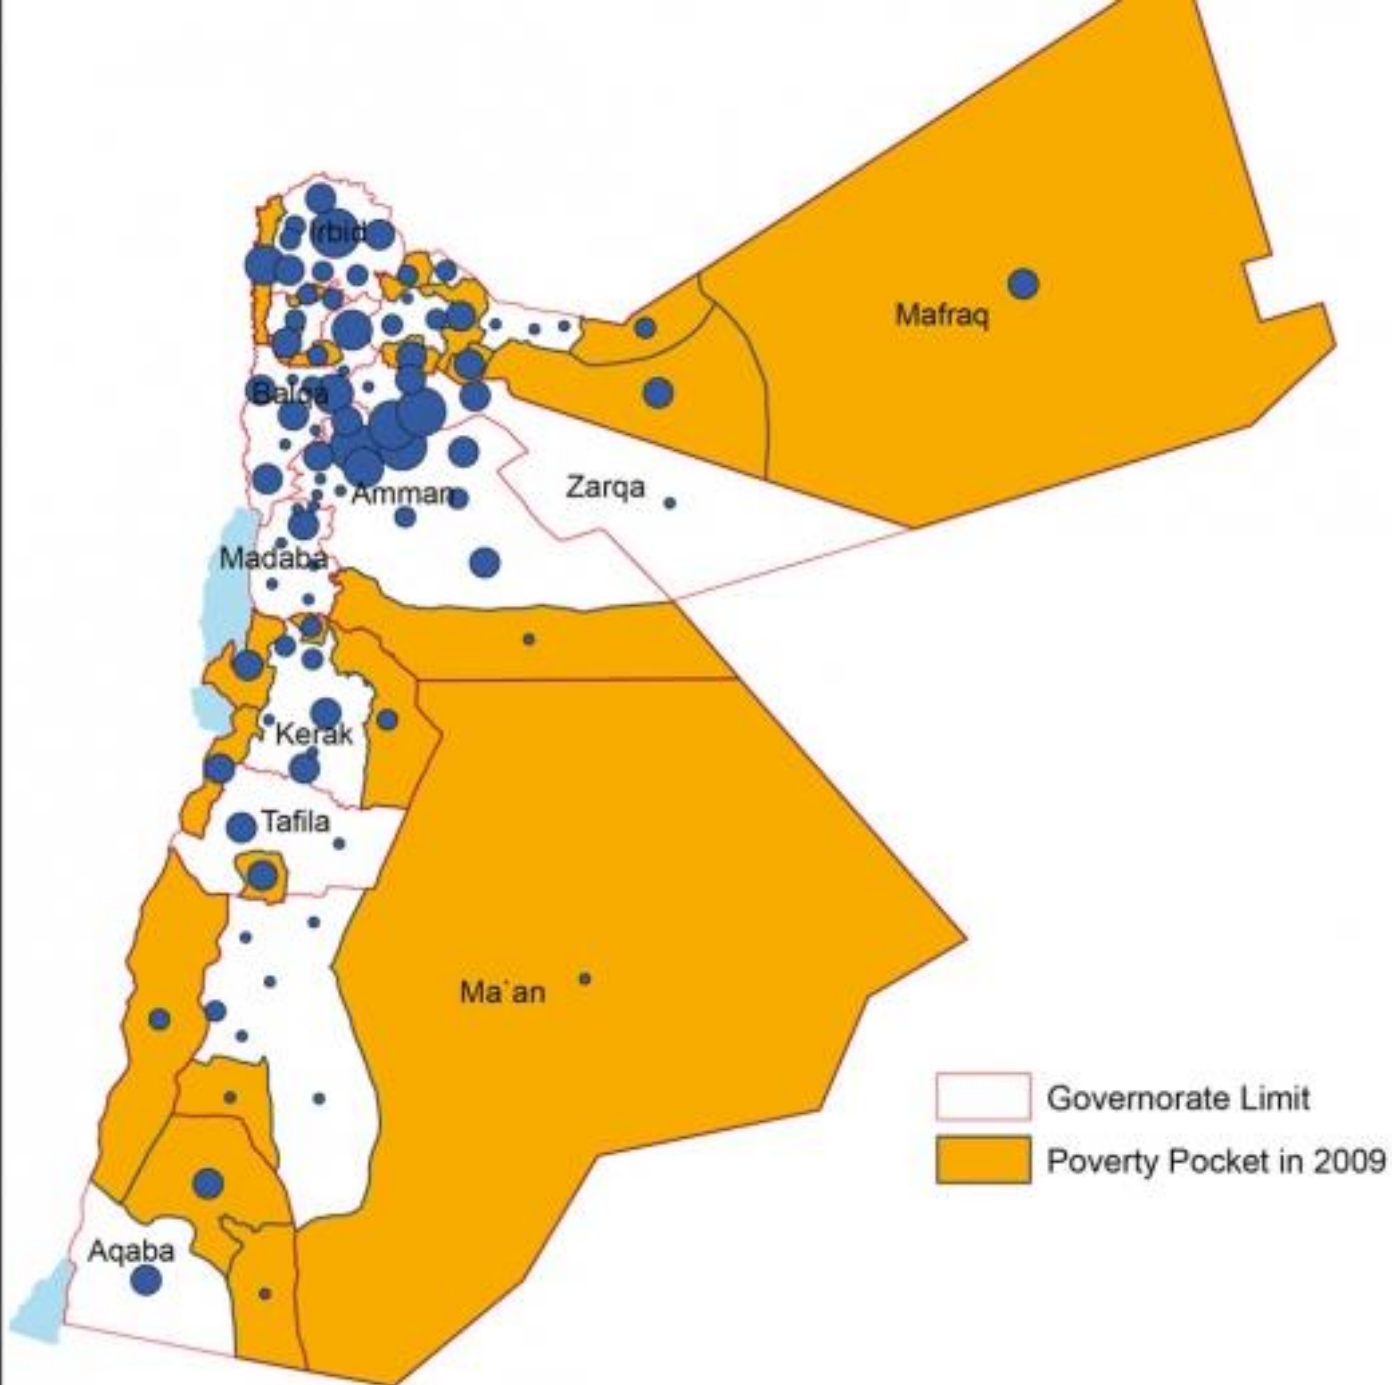 Irbid
Mafraq
Balqa
Zarqa
Amman
Madaba
Kerak
Tafila
Ma`an
Governorate Limit
Poverty Pocket in 2009
Aqaba